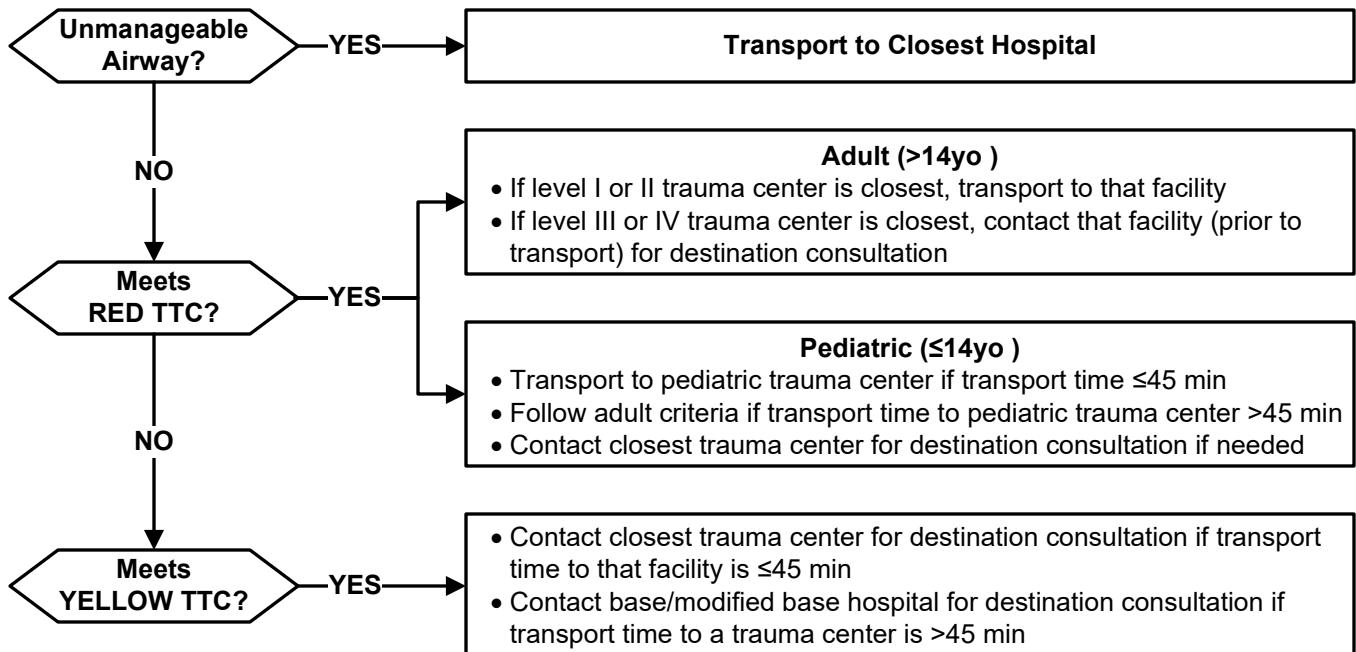 Unmanageable
Airway?
YES
Transport to Closest Hospital
NO
Adult (>14yo )
• If level I or II trauma center is closest, transport to that facility
• If level III or IV trauma center is closest, contact that facility (prior to
transport) for destination consultation
Meets
RED TTC?
YES
Pediatric (≤14yo )
• Transport to pediatric trauma center if transport time ≤45 min
• Follow adult criteria if transport time to pediatric trauma center >45 min
• Contact closest trauma center for destination consultation if needed
NO
Meets
YELLOW TTC?
YES
• Contact closest trauma center for destination consultation if transport
time to that facility is ≤45 min
• Contact base/modified base hospital for destination consultation if
transport time to a trauma center is >45 min